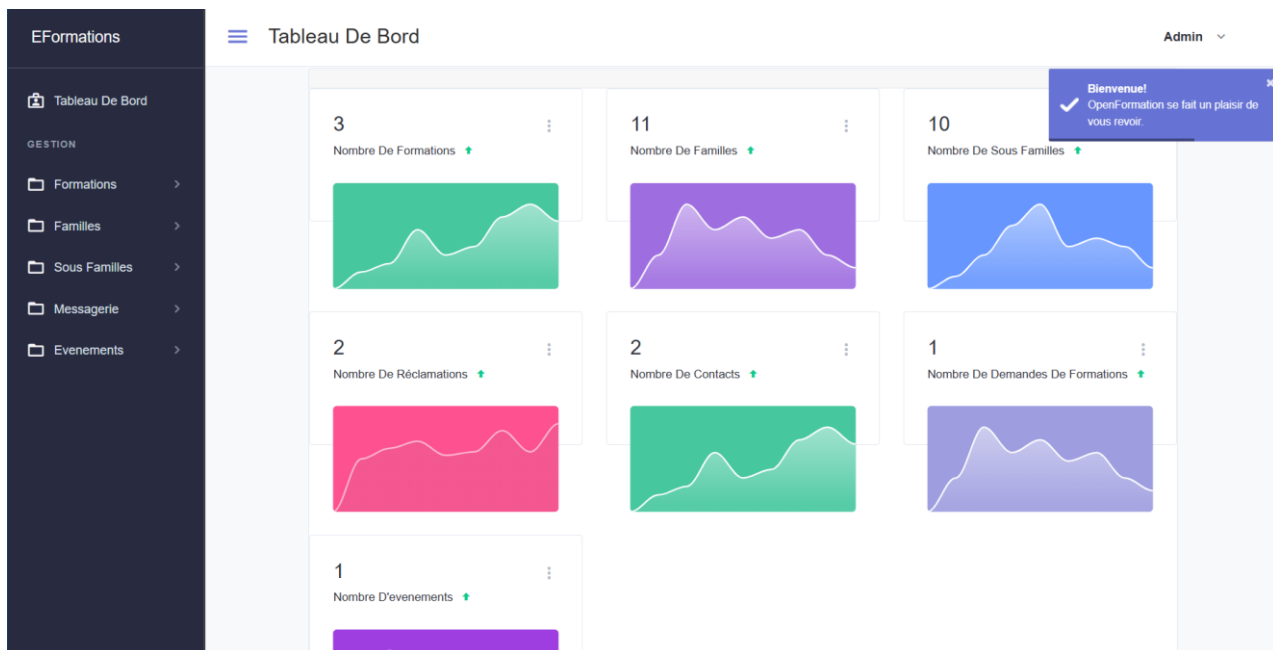 EFormations
Tableau De Bord
Admin
Tableau De Bord
GESTION
Formations
Familles
Sous Familles
Messagerie
Evenements
Bienvenue!
OpenFormation se fait un plaisir de
vous revoir.
3
Nombre De Formations
11
Nombre De Familles
10
Nombre De Sous Familles
2
Nombre De Réclamations
2
Nombre De Contacts
1
Nombre De Demandes De Formations
1
Nombre D'evenements